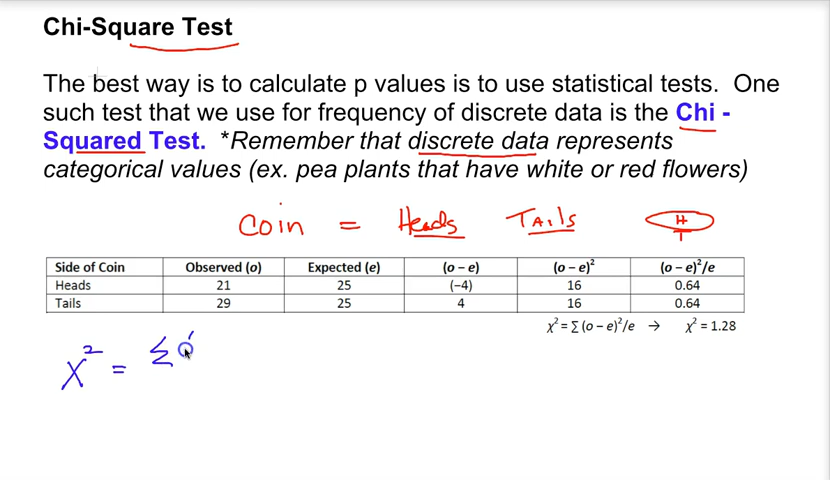 Chi-Square Test
The best way is to calculate p values is to use statistical tests. One
such test that we use for frequency of discrete data is the Chi -
Squared Test. *Remember that discrete data represents
categorical values (ex. pea plants that have white or red flowers)
Coin = Heads Tails H
T
Side of Coin Observed (o) Expected (e) (o – e) (o – e)² (o – e)²/e
Heads 21 25 (–4) 16 0.64
Tails 29 25 4 16 0.64
χ² = ∑ (o – e)²/e → χ² = 1.28
X² = ∑